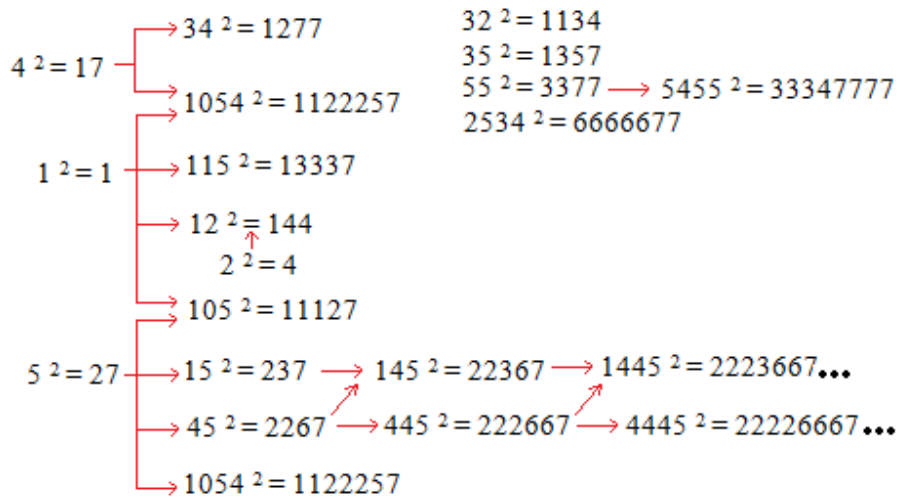 34 ² = 1277
32 ² = 1134
35 ² = 1357
4 ² = 17
55 ² = 3377 → 5455 ² = 33347777
1054 ² = 1122257
2534 ² = 6666677
1 ² = 1
115 ² = 13337
12 ² = 144
2 ² = 4
105 ² = 11127
5 ² = 27
15 ² = 237 → 145 ² = 22367 → 1445 ² = 2223667...
45 ² = 2267 → 445 ² = 222667 → 4445 ² = 22226667...
1054 ² = 1122257